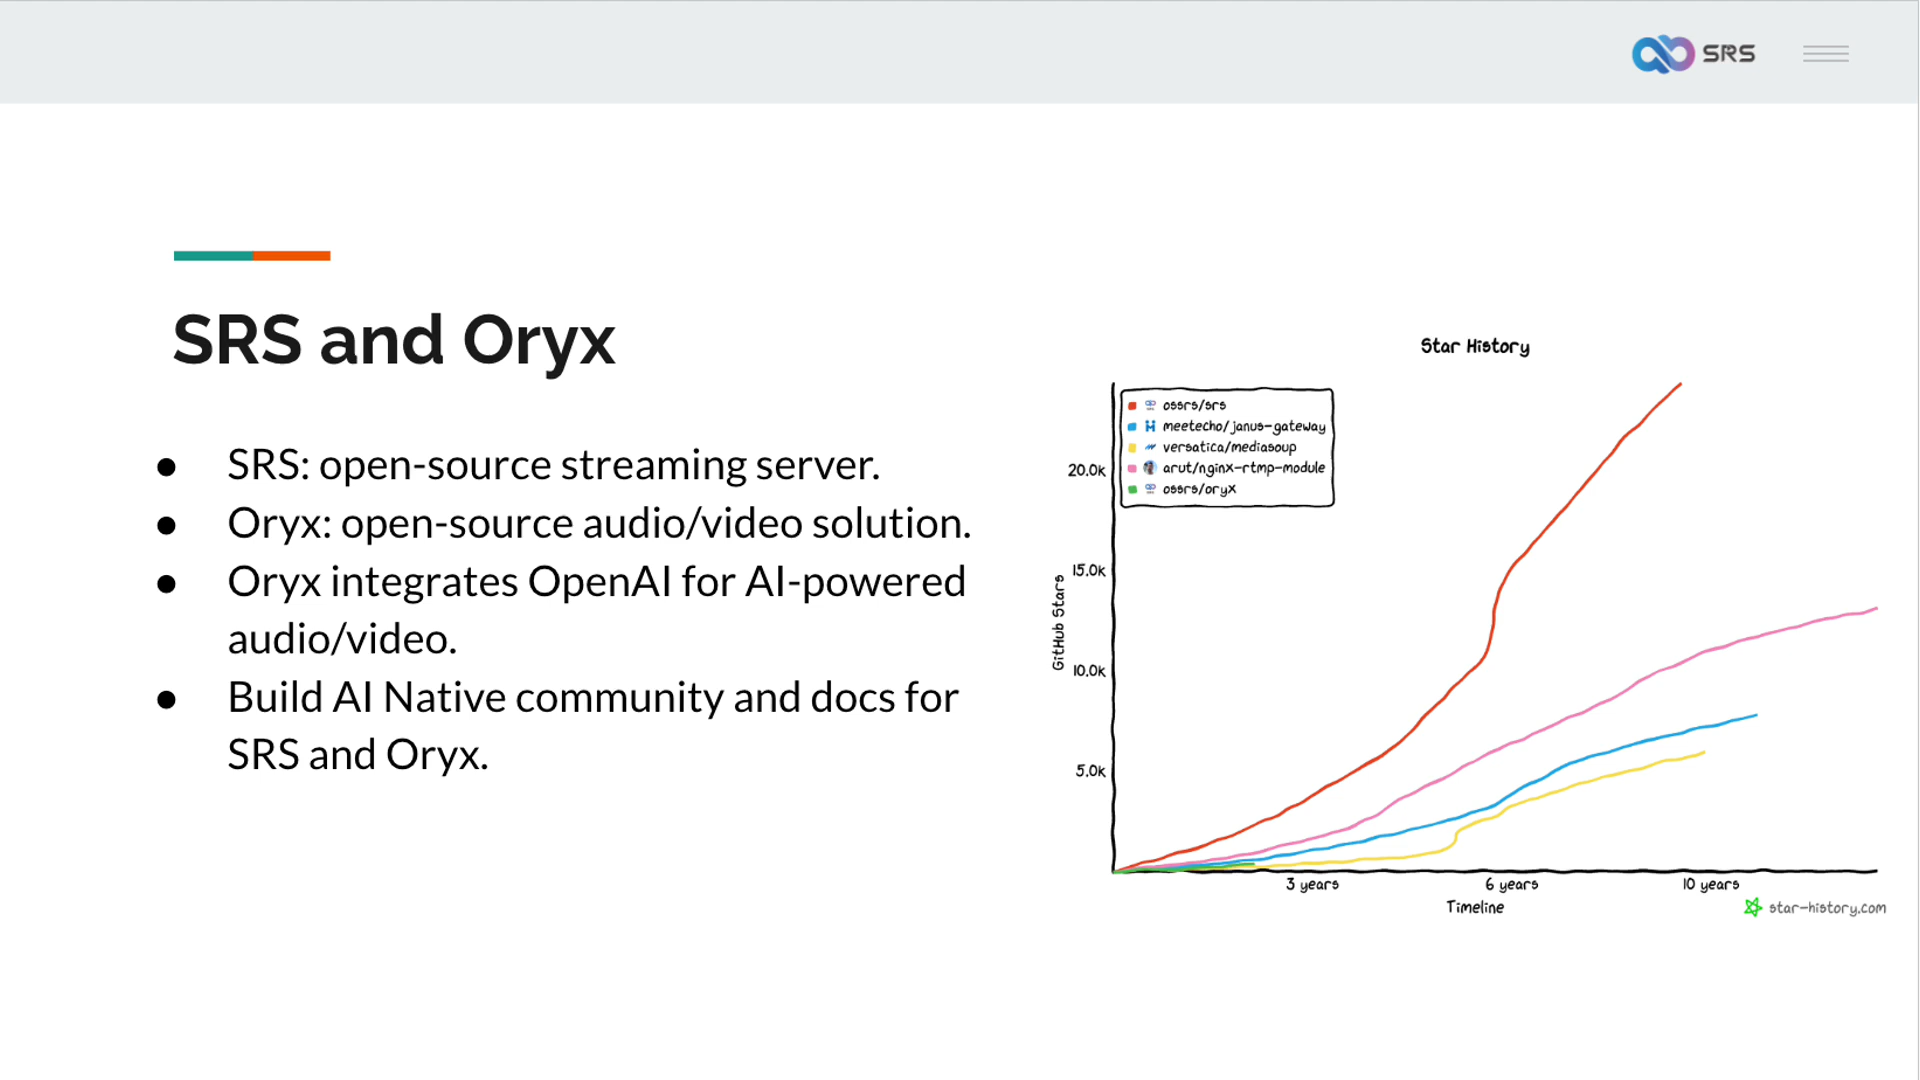 SRS
SRS and Oryx
● SRS: open-source streaming server.
● Oryx: open-source audio/video solution.
● Oryx integrates OpenAI for AI-powered
audio/video.
● Build AI Native community and docs for
SRS and Oryx.
Star History
ossrs/srs
meetecho/janus-gateway
versatica/mediasoup
arut/nginx-rtmp-module
ossrs/oryx
GitHub Stars
20.0k
15.0k
10.0k
5.0k
3 years
6 years
10 years
Timeline
star-history.com